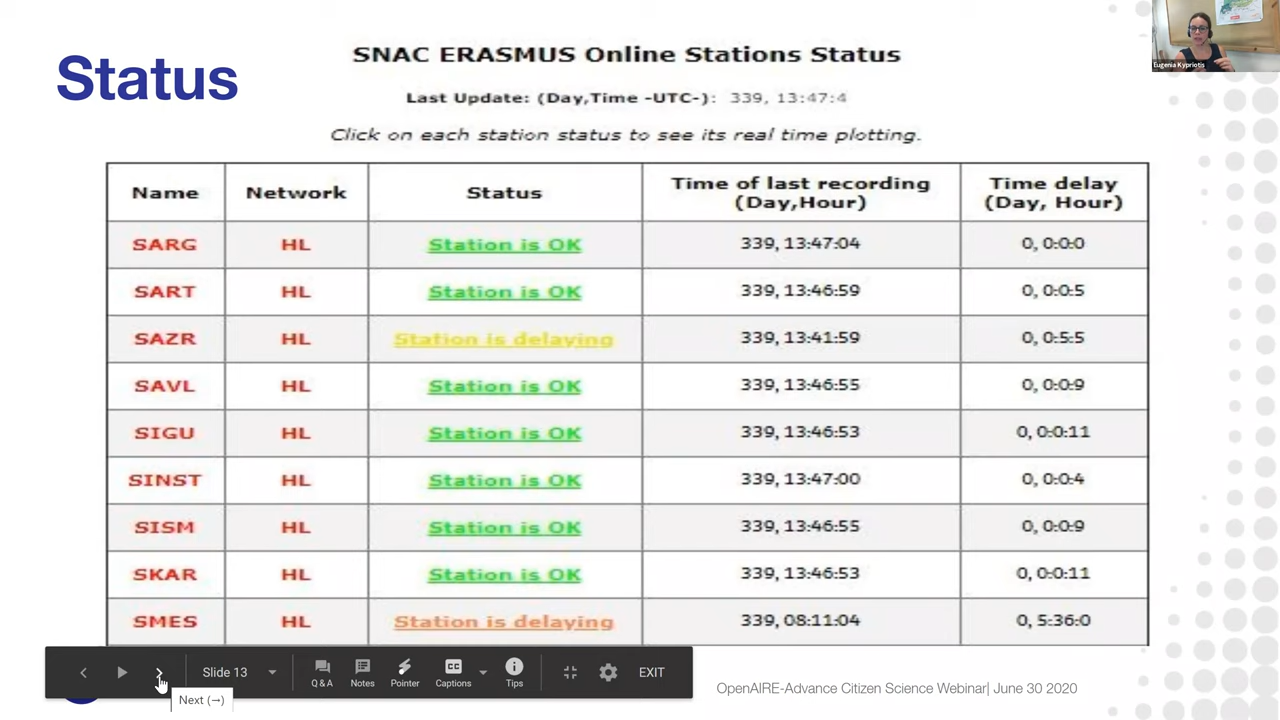 Status
SNAC ERASMUS Online Stations Status
Last Update: (Day,Time -UTC-): 339, 13:47:4
Click on each station status to see its real time plotting.
Name Network Status Time of last recording (Day,Hour) Time delay (Day, Hour)
SARG HL Station is OK 339, 13:47:04 0, 0:0:0
SART HL Station is OK 339, 13:46:59 0, 0:0:5
SAZR HL Station is delaying 339, 13:41:59 0, 0:5:5
SAVL HL Station is OK 339, 13:46:55 0, 0:0:9
SIGU HL Station is OK 339, 13:46:53 0, 0:0:11
SINST HL Station is OK 339, 13:47:00 0, 0:0:4
SISM HL Station is OK 339, 13:46:55 0, 0:0:9
SKAR HL Station is OK 339, 13:46:53 0, 0:0:11
SMES HL Station is delaying 339, 08:11:04 0, 5:36:0
Slide 13 Q & A Notes Pointer Captions Tips EXIT
Next (→)
OpenAIRE-Advance Citizen Science Webinar| June 30 2020
Eugenia Kypriotis